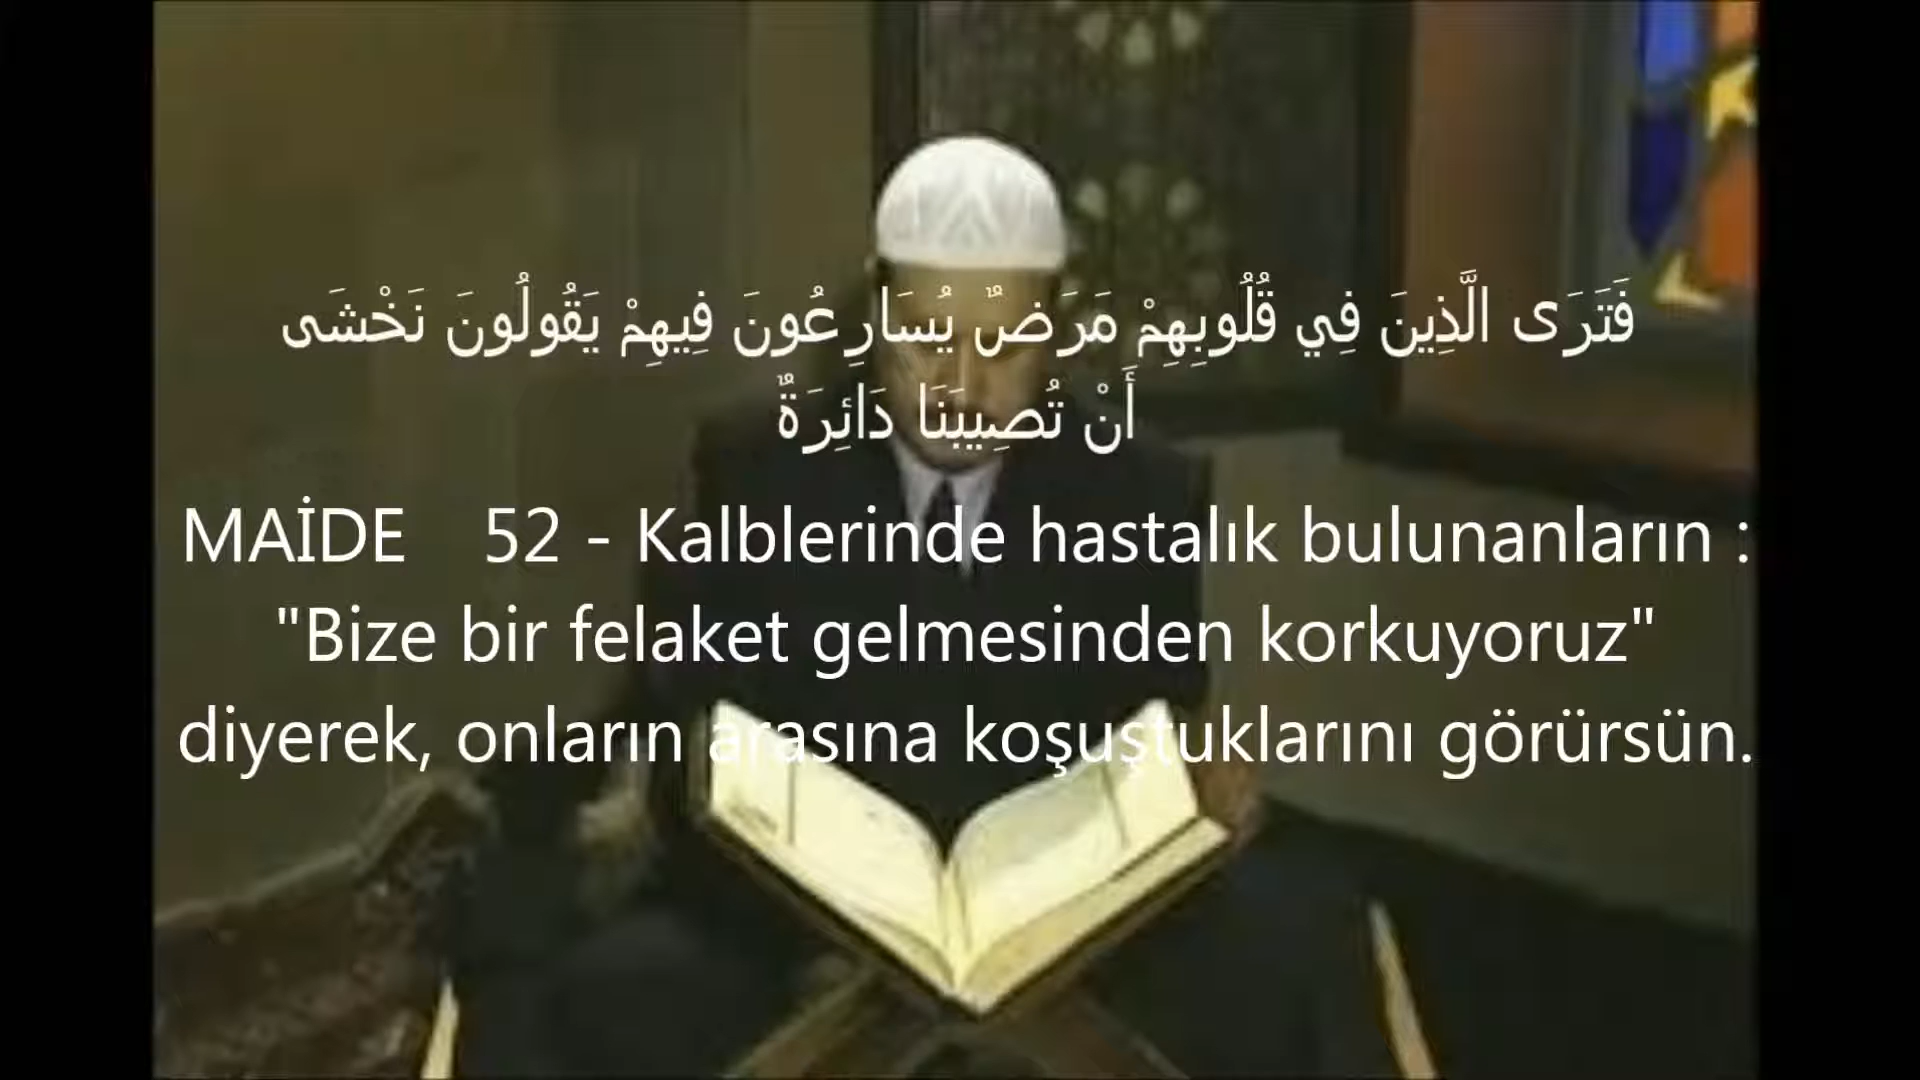 فَتَرَى الَّذِينَ فِي قُلُوبِهِمْ مَرَضٌ يُسَارِعُونَ فِيهِمْ يَقُولُونَ نَخْشَى
أَنْ تُصِيبَنَا دَائِرَةٌ
MAİDE 52 - Kalblerinde hastalık bulunanların :
"Bize bir felaket gelmesinden korkuyoruz"
diyerek, onların arasına koşuştuklarını görürsün.